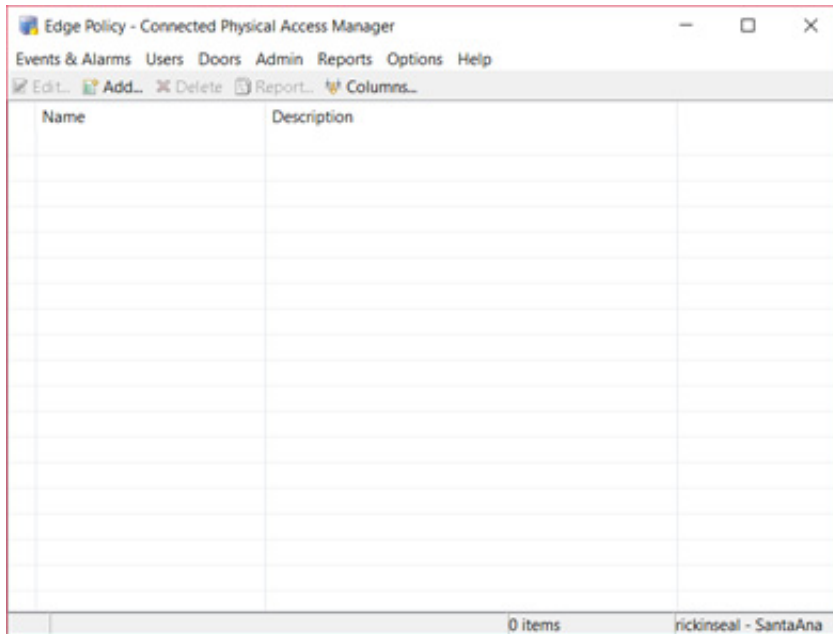 Edge Policy - Connected Physical Access Manager
Events & Alarms Users Doors Admin Reports Options Help
Edit... Add... Delete Report... Columns...
Name Description
0 items rickinseal - SantaAna